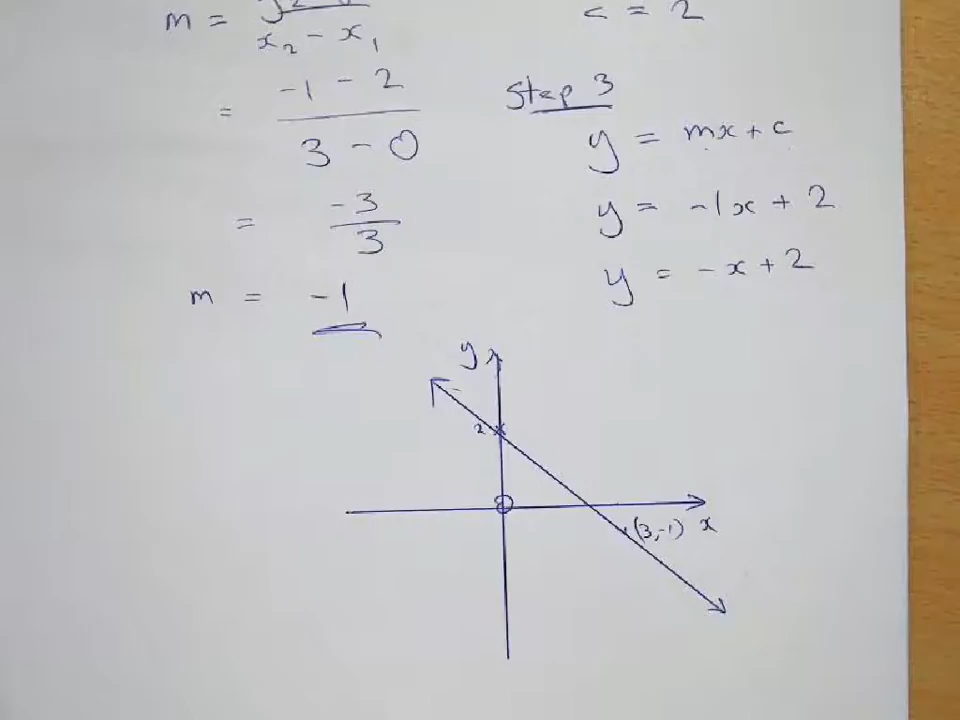 m =
x₂ - x₁
= -1 - 2 / 3 - 0
= -3 / 3
m = -1
c = 2
Step 3
y = mx + c
y = -1x + 2
y = -x + 2
y
2
(3,-1) x